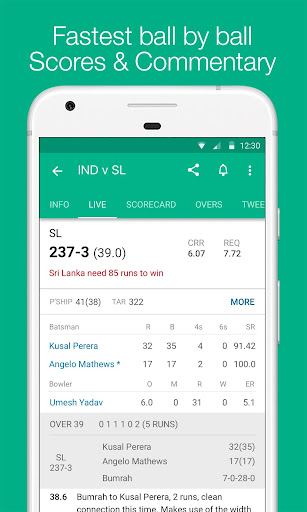 Fastest ball by ball
Scores & Commentary
12:30
IND v SL
INFO LIVE SCORECARD OVERS TWEE
SL
237-3 (39.0)
CRR REQ
6.07 7.72
Sri Lanka need 85 runs to win
P'SHIP 41(38) TAR 322 MORE
Batsman R B 4s 6s SR
Kusal Perera 32 35 4 0 91.42
Angelo Mathews * 17 17 2 0 100.0
Bowler O M R W ER
Umesh Yadav 6.0 0 31 0 5.1
OVER 39 0 1 1 1 0 2 (5 RUNS)
SL
237-3
Kusal Perera 32(35)
Angelo Mathews 17(17)
Bumrah 7-0-28-0
38.6 Bumrah to Kusal Perera, 2 runs, clean
connection this time. Makes use of the width